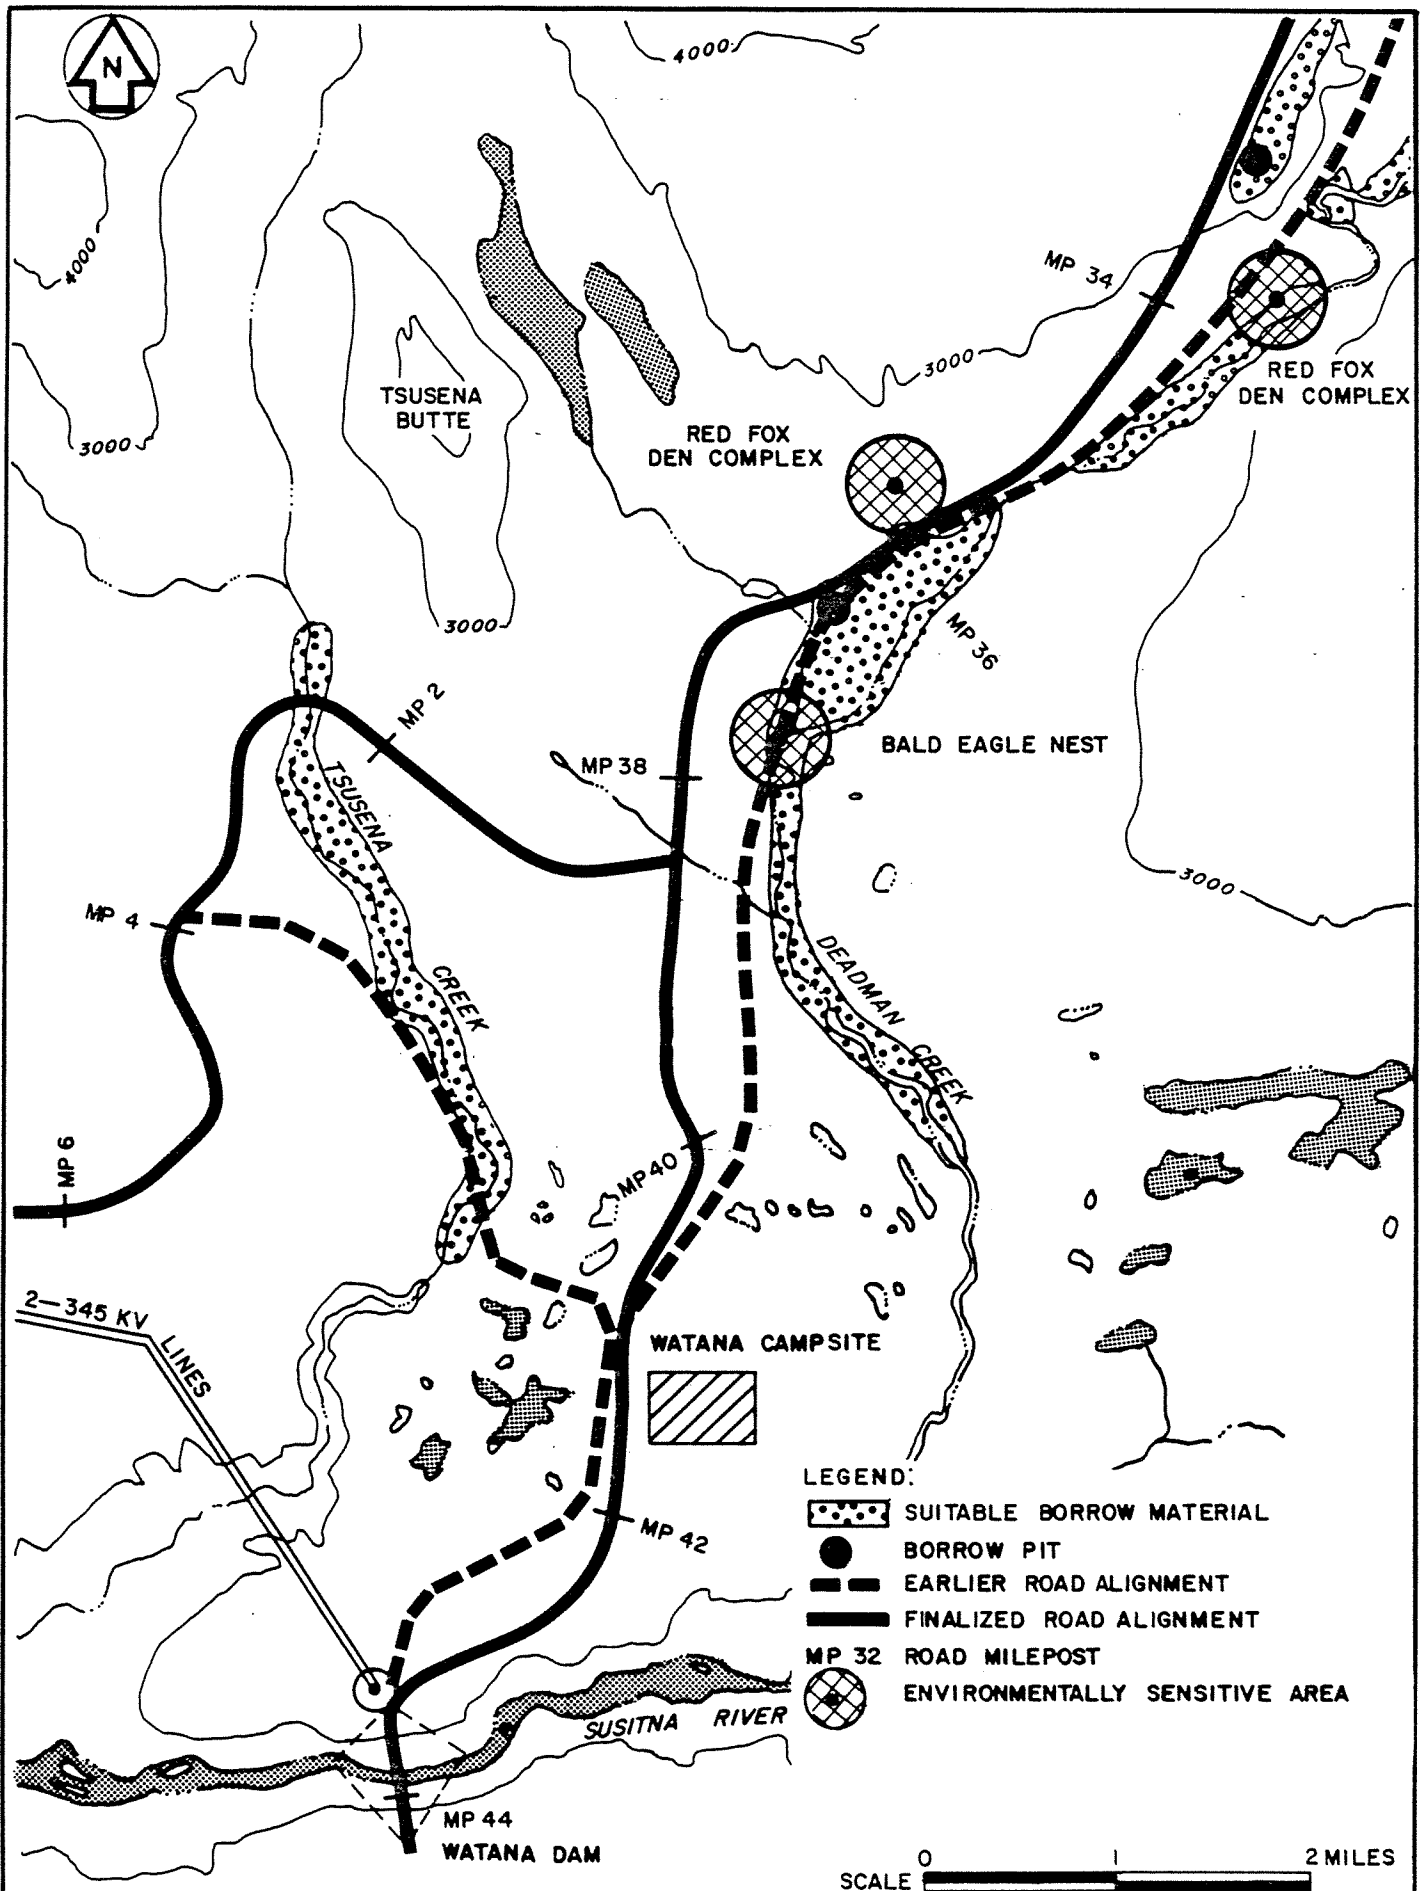 N
4000
4000
MP 34
3000
RED FOX
DEN COMPLEX
TSUSENA
BUTTE
RED FOX
DEN COMPLEX
3000
3000
MP 36
MP 2
BALD EAGLE NEST
MP 38
TSUSENA
CREEK
3000
MP 4
DEADMAN
CREEK
MP 40
MP 6
2-345 KV
LINES
WATANA CAMPSITE
LEGEND:
SUITABLE BORROW MATERIAL
BORROW PIT
EARLIER ROAD ALIGNMENT
FINALIZED ROAD ALIGNMENT
MP 32 ROAD MILEPOST
ENVIRONMENTALLY SENSITIVE AREA
MP 42
SUSITNA RIVER
MP 44
WATANA DAM
0 1 2 MILES
SCALE